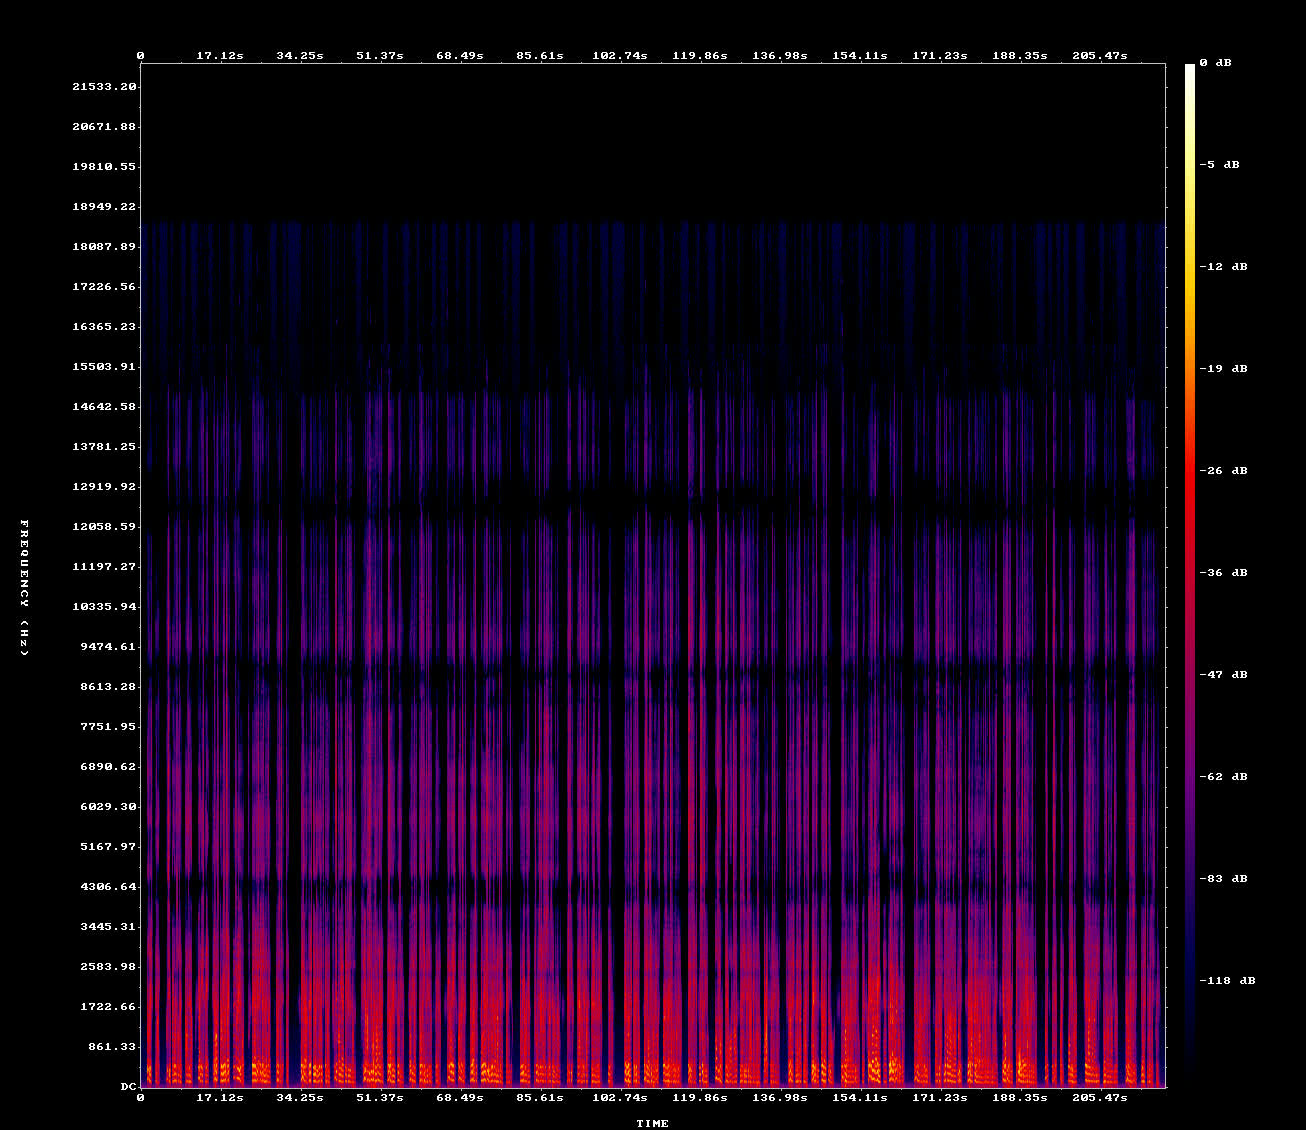 0 17.12s 34.25s 51.37s 68.49s 85.61s 102.74s 119.86s 136.98s 154.11s 171.23s 188.35s 205.47s
0 dB
21533.20
20671.88
19810.55
-5 dB
18949.22
18087.89
-12 dB
17226.56
16365.23
15503.91
-19 dB
14642.58
13781.25
-26 dB
12919.92
12058.59
11197.27
-36 dB
10335.94
9474.61
-47 dB
8613.28
7751.95
6890.62
-62 dB
6029.30
5167.97
4306.64
-83 dB
3445.31
2583.98
-118 dB
1722.66
861.33
DC
0 17.12s 34.25s 51.37s 68.49s 85.61s 102.74s 119.86s 136.98s 154.11s 171.23s 188.35s 205.47s
TIME
FREQUENCY (Hz)